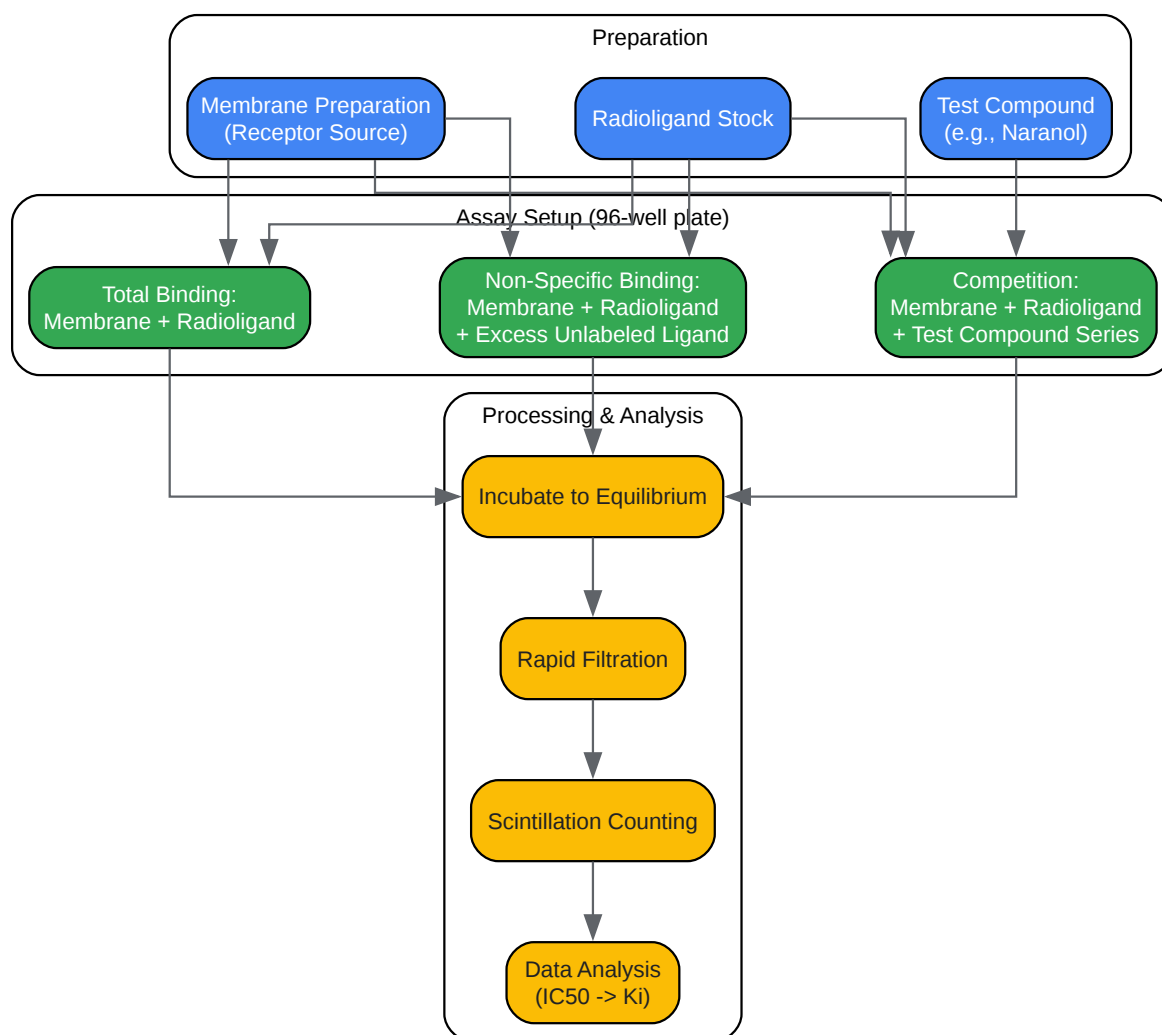 Preparation
Membrane Preparation
(Receptor Source)
Radioligand Stock
Test Compound
(e.g., Naranol)
Assay Setup (96-well plate)
Total Binding:
Membrane + Radioligand
Non-Specific Binding:
Membrane + Radioligand
+ Excess Unlabeled Ligand
Competition:
Membrane + Radioligand
+ Test Compound Series
Processing & Analysis
Incubate to Equilibrium
Rapid Filtration
Scintillation Counting
Data Analysis
(IC50 -> Ki)